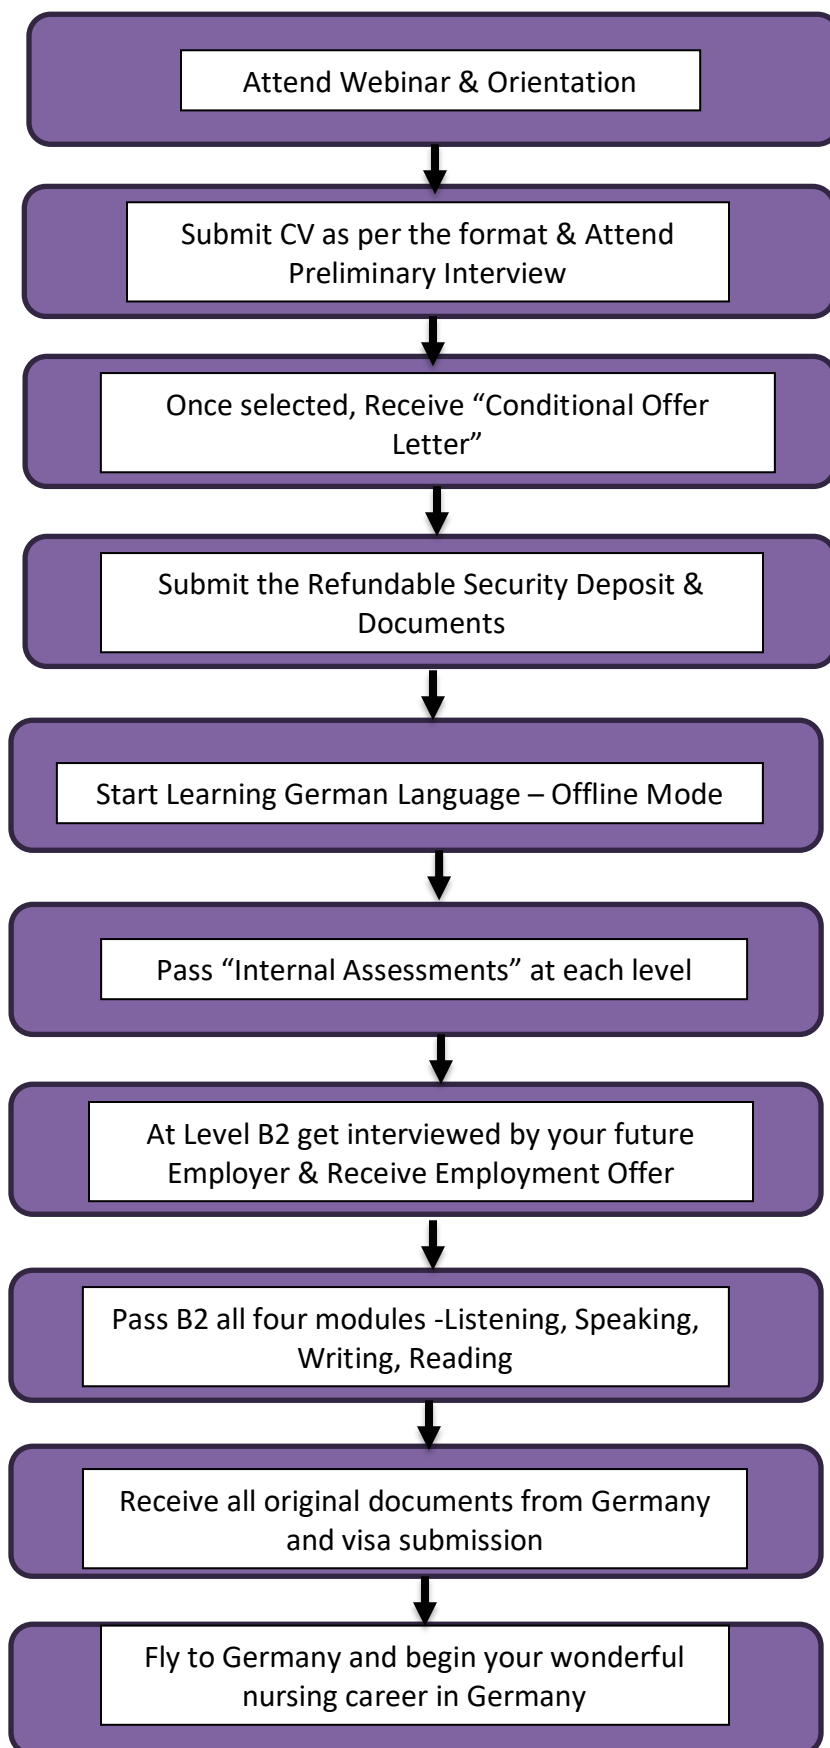 Attend Webinar & Orientation
Submit CV as per the format & Attend
Preliminary Interview
Once selected, Receive “Conditional Offer
Letter”
Submit the Refundable Security Deposit &
Documents
Start Learning German Language – Offline Mode
Pass “Internal Assessments” at each level
At Level B2 get interviewed by your future
Employer & Receive Employment Offer
Pass B2 all four modules -Listening, Speaking,
Writing, Reading
Receive all original documents from Germany
and visa submission
Fly to Germany and begin your wonderful
nursing career in Germany